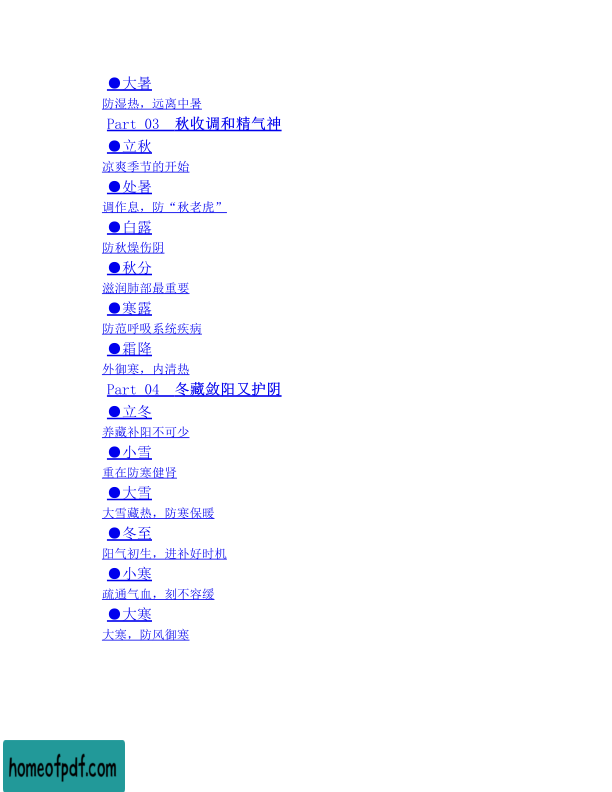 ●大暑
防湿热，远离中暑
Part 03 秋收调和精气神
●立秋
凉爽季节的开始
●处暑
调作息，防“秋老虎”
●白露
防秋燥伤阴
●秋分
滋润肺部最重要
●寒露
防范呼吸系统疾病
●霜降
外御寒，内清热
Part 04 冬藏敛阳又护阴
●立冬
养藏补阳不可少
●小雪
重在防寒健肾
●大雪
大雪藏热，防寒保暖
●冬至
阳气初生，进补好时机
●小寒
疏通气血，刻不容缓
●大寒
大寒，防风御寒
homeofpdf.com